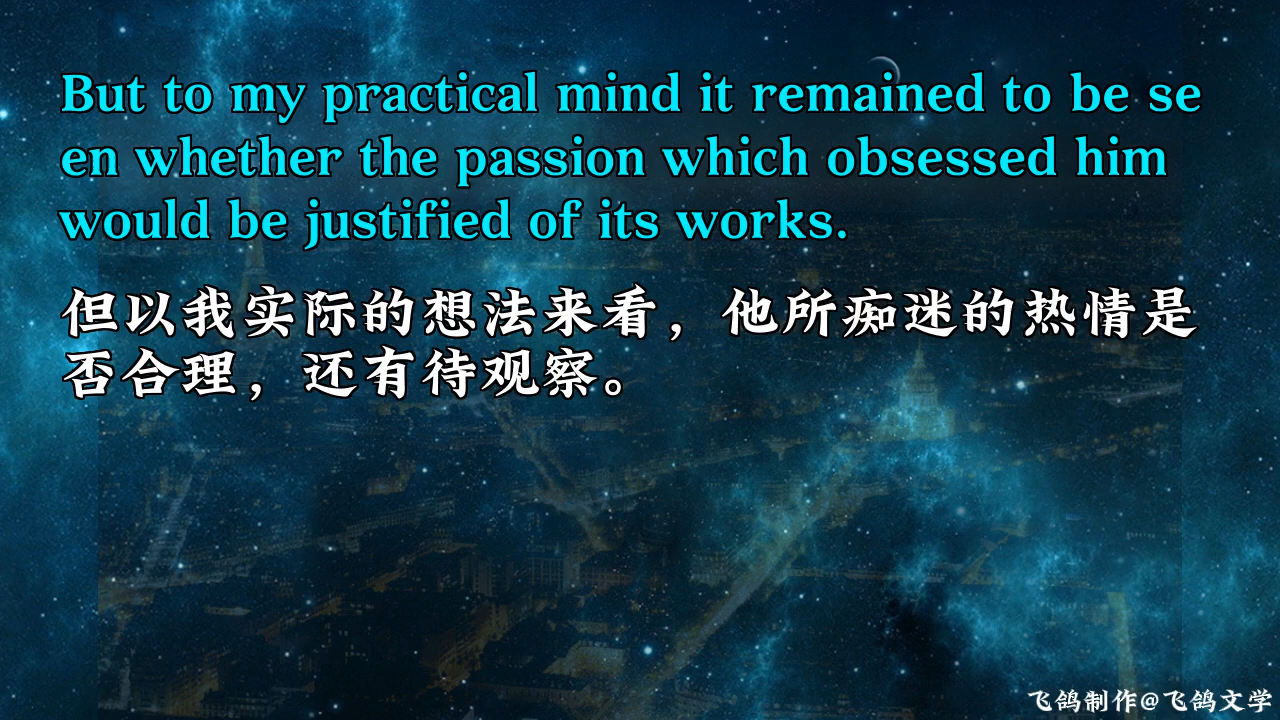 But to my practical mind it remained to be se
en whether the passion which obsessed him
would be justified of its works.
但以我实际的想法来看，他所痴迷的热情是
否合理，还有待观察。
飞鸽制作@飞鸽文学